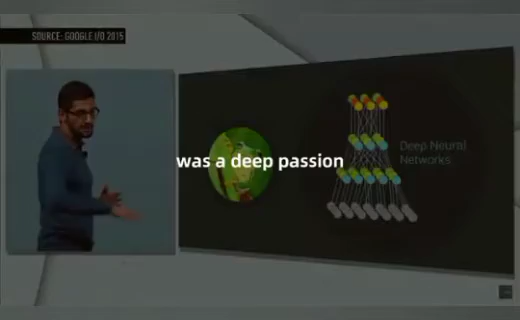 SOURCE: GOOGLE I/O 2015
was a deep passion
Deep Neural
Networks